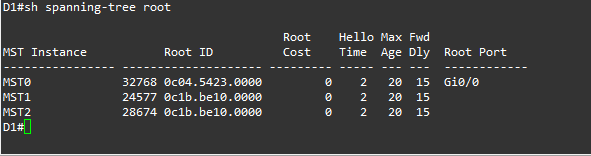 D1#sh spanning-tree root
Root Hello Max Fwd
MST Instance Root ID Cost Time Age Dly Root Port
---------------- -------------------- --------- ----- --- --- ------------
MST0 32768 0c04.5423.0000 0 2 20 15 Gi0/0
MST1 24577 0c1b.be10.0000 0 2 20 15
MST2 28674 0c1b.be10.0000 0 2 20 15
D1#